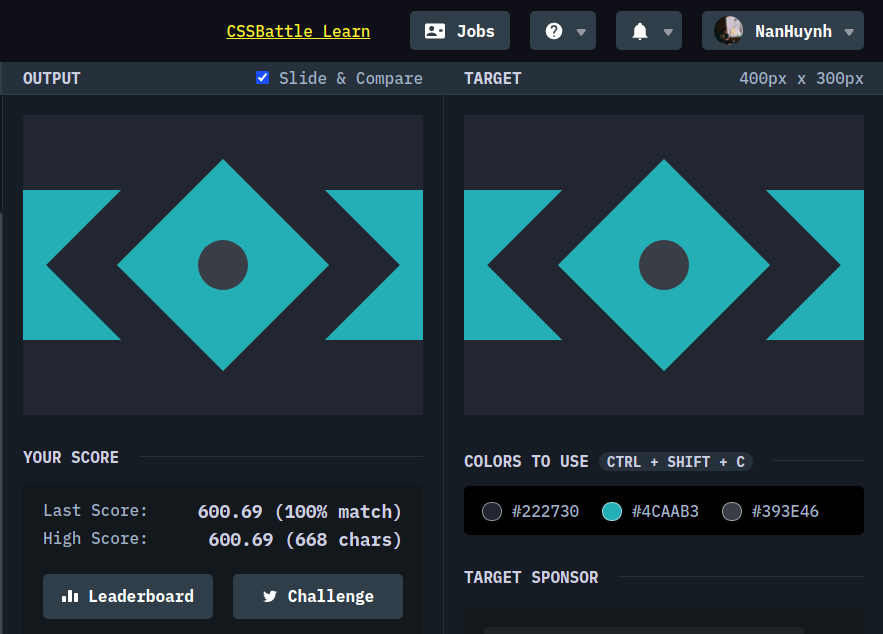 CSSBattle Learn Jobs NanHuynh
OUTPUT Slide & Compare
TARGET 400px x 300px
YOUR SCORE
Last Score: 600.69 (100% match)
High Score: 600.69 (668 chars)
Leaderboard Challenge
COLORS TO USE CTRL + SHIFT + C
#222730 #4CAAB3 #393E46
TARGET SPONSOR